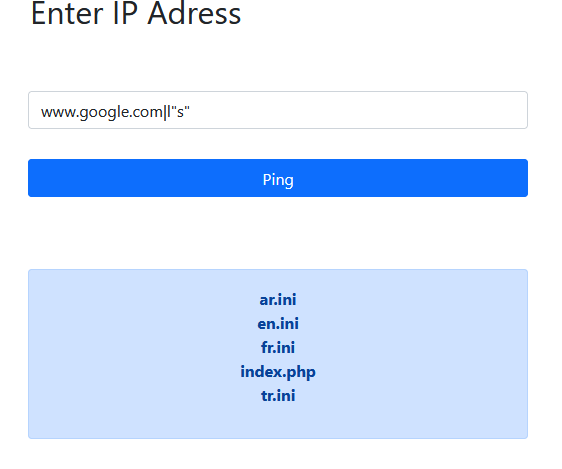 Enter IP Adress
www.google.com|l"s"
Ping
ar.ini
en.ini
fr.ini
index.php
tr.ini